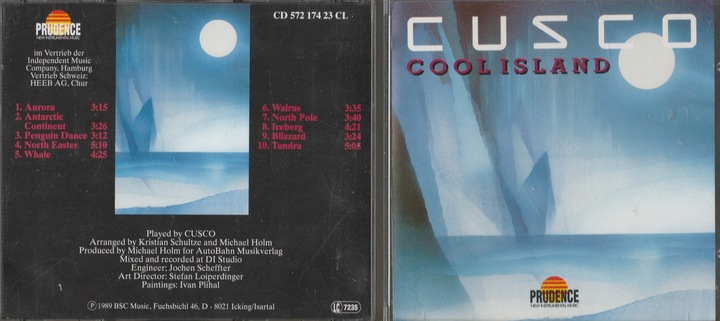 PRUDENCE
NEW INSTRUMENTAL MUSIC
CD 572 174 23 CL
im Vertrieb der
Independent Music
Company, Hamburg
Vertrieb Schweiz:
HEEB AG, Chur
1. Aurora 3:15
2. Antarctic
Continent 3:26
3. Penguin Dance 3:12
4. North Easter 5:10
5. Whale 4:25
6. Walrus 3:35
7. North Pole 3:40
8. Iceberg 4:21
9. Blizzard 3:24
10. Tundra 5:05
Played by CUSCO
Arranged by Kristian Schultze and Michael Holm
Produced by Michael Holm for AutoBahn Musikverlag
Mixed and recorded at DI Studio
Engineer; Jochen Scheffter
Art Director: Stefan Loiperdinger
Paintings: Ivan Plihal
Ⓟ 1989 BSC Music, Fuchsbichl 46, D - 8021 Icking/Isartal
LC 7235
CUSCO
COOL ISLAND
PRUDENCE
NEW INSTRUMENTAL MUSIC